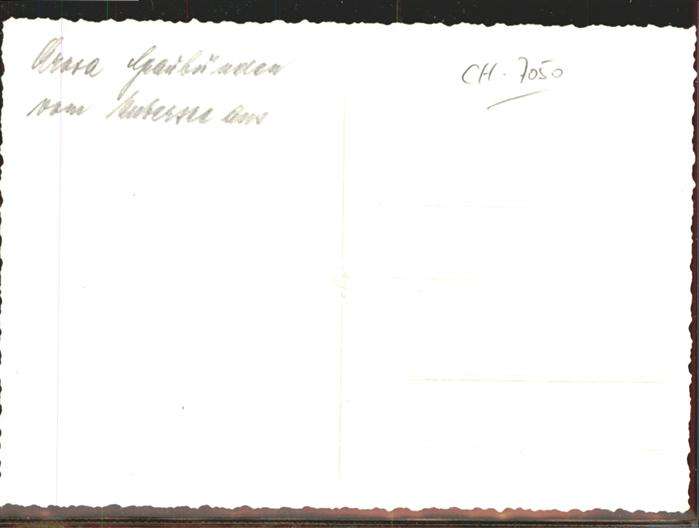 Arosa Graubünden
vom Untersee aus
CH. 7050